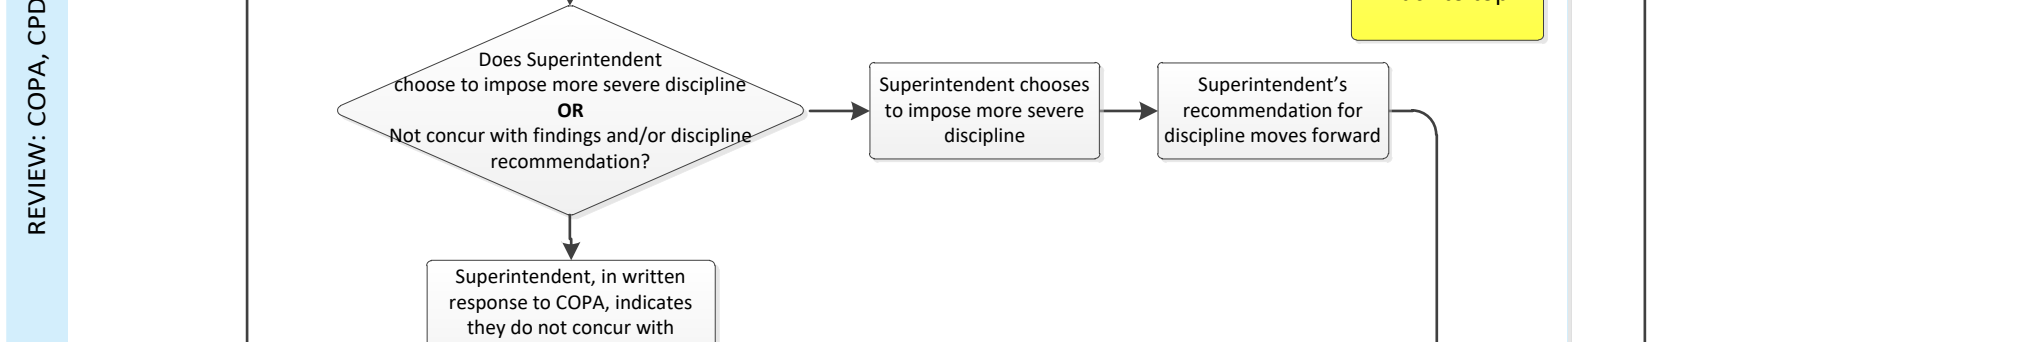 REVIEW: COPA, CPD
Does Superintendent
choose to impose more severe discipline
OR
Not concur with findings and/or discipline
recommendation?
Superintendent chooses
to impose more severe
discipline
Superintendent's
recommendation for
discipline moves forward
Superintendent, in written
response to COPA, indicates
they do not concur with